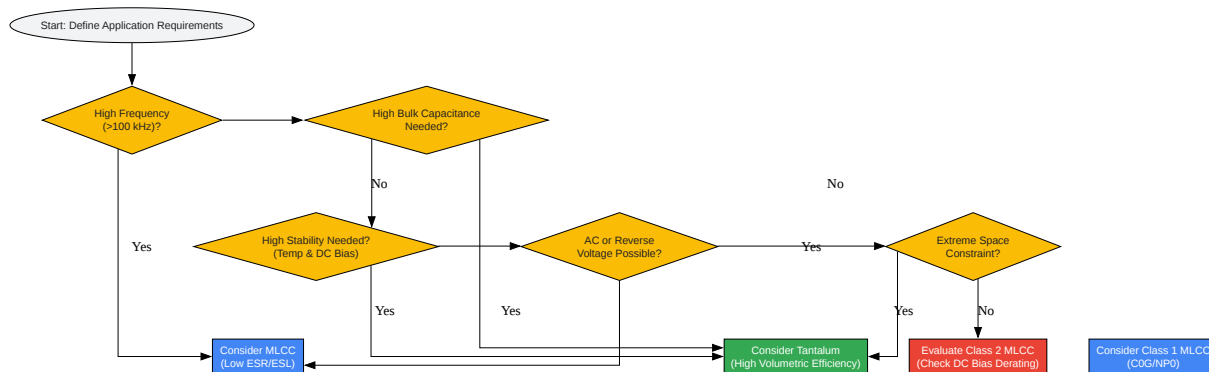 Start: Define Application Requirements
High Frequency
(>100 kHz)?
High Bulk Capacitance
Needed?
No
No
High Stability Needed?
(Temp & DC Bias)
AC or Reverse
Voltage Possible?
Extreme Space
Constraint?
Yes
Yes
Yes
Yes
Yes
No
Consider MLCC
(Low ESR/ESL)
Consider Tantalum
(High Volumetric Efficiency)
Evaluate Class 2 MLCC
(Check DC Bias Derating)
Consider Class 1 MLCC
(C0G/NP0)